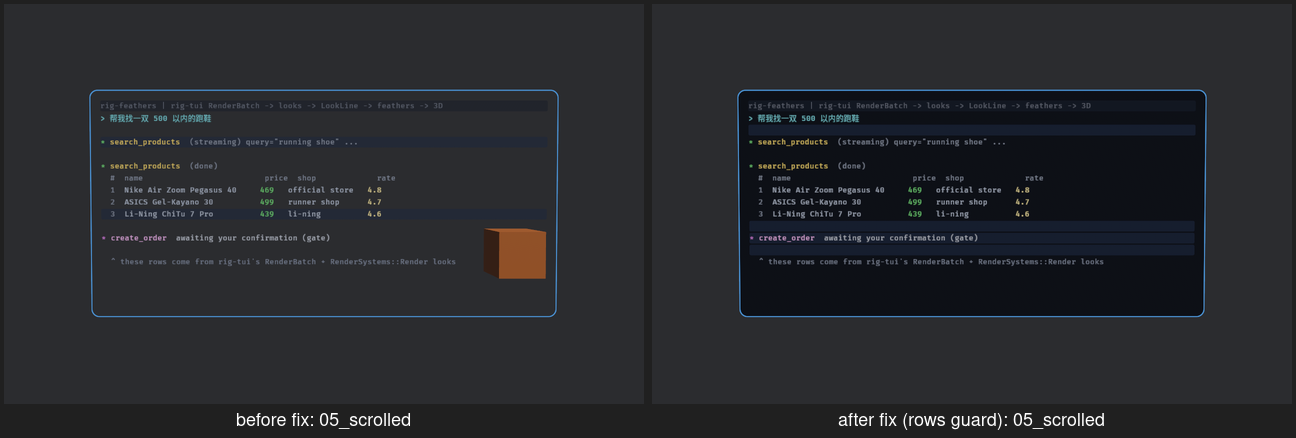 rig-feathers | rig-tui RenderBatch -> looks -> LookLine -> feathers -> 3D
> 帮我找一双 500 以内的跑鞋
• search_products (streaming) query="running shoe" ...
• search_products (done)
# name price shop rate
1 Nike Air Zoom Pegasus 40 469 official store 4.8
2 ASICS Gel-Kayano 30 499 runner shop 4.7
3 Li-Ning ChiTu 7 Pro 439 li-ning 4.6
• create_order awaiting your confirmation (gate)
^ these rows come from rig-tui's RenderBatch • RenderSystems::Render looks
before fix: 05_scrolled
rig-feathers | rig-tui RenderBatch -> looks -> LookLine -> feathers -> 3D
> 帮我找一双 500 以内的跑鞋
• search_products (streaming) query="running shoe" ...
• search_products (done)
# name price shop rate
1 Nike Air Zoom Pegasus 40 469 official store 4.8
2 ASICS Gel-Kayano 30 499 runner shop 4.7
3 Li-Ning ChiTu 7 Pro 439 li-ning 4.6
• create_order awaiting your confirmation (gate)
^ these rows come from rig-tui's RenderBatch • RenderSystems::Render looks
after fix (rows guard): 05_scrolled